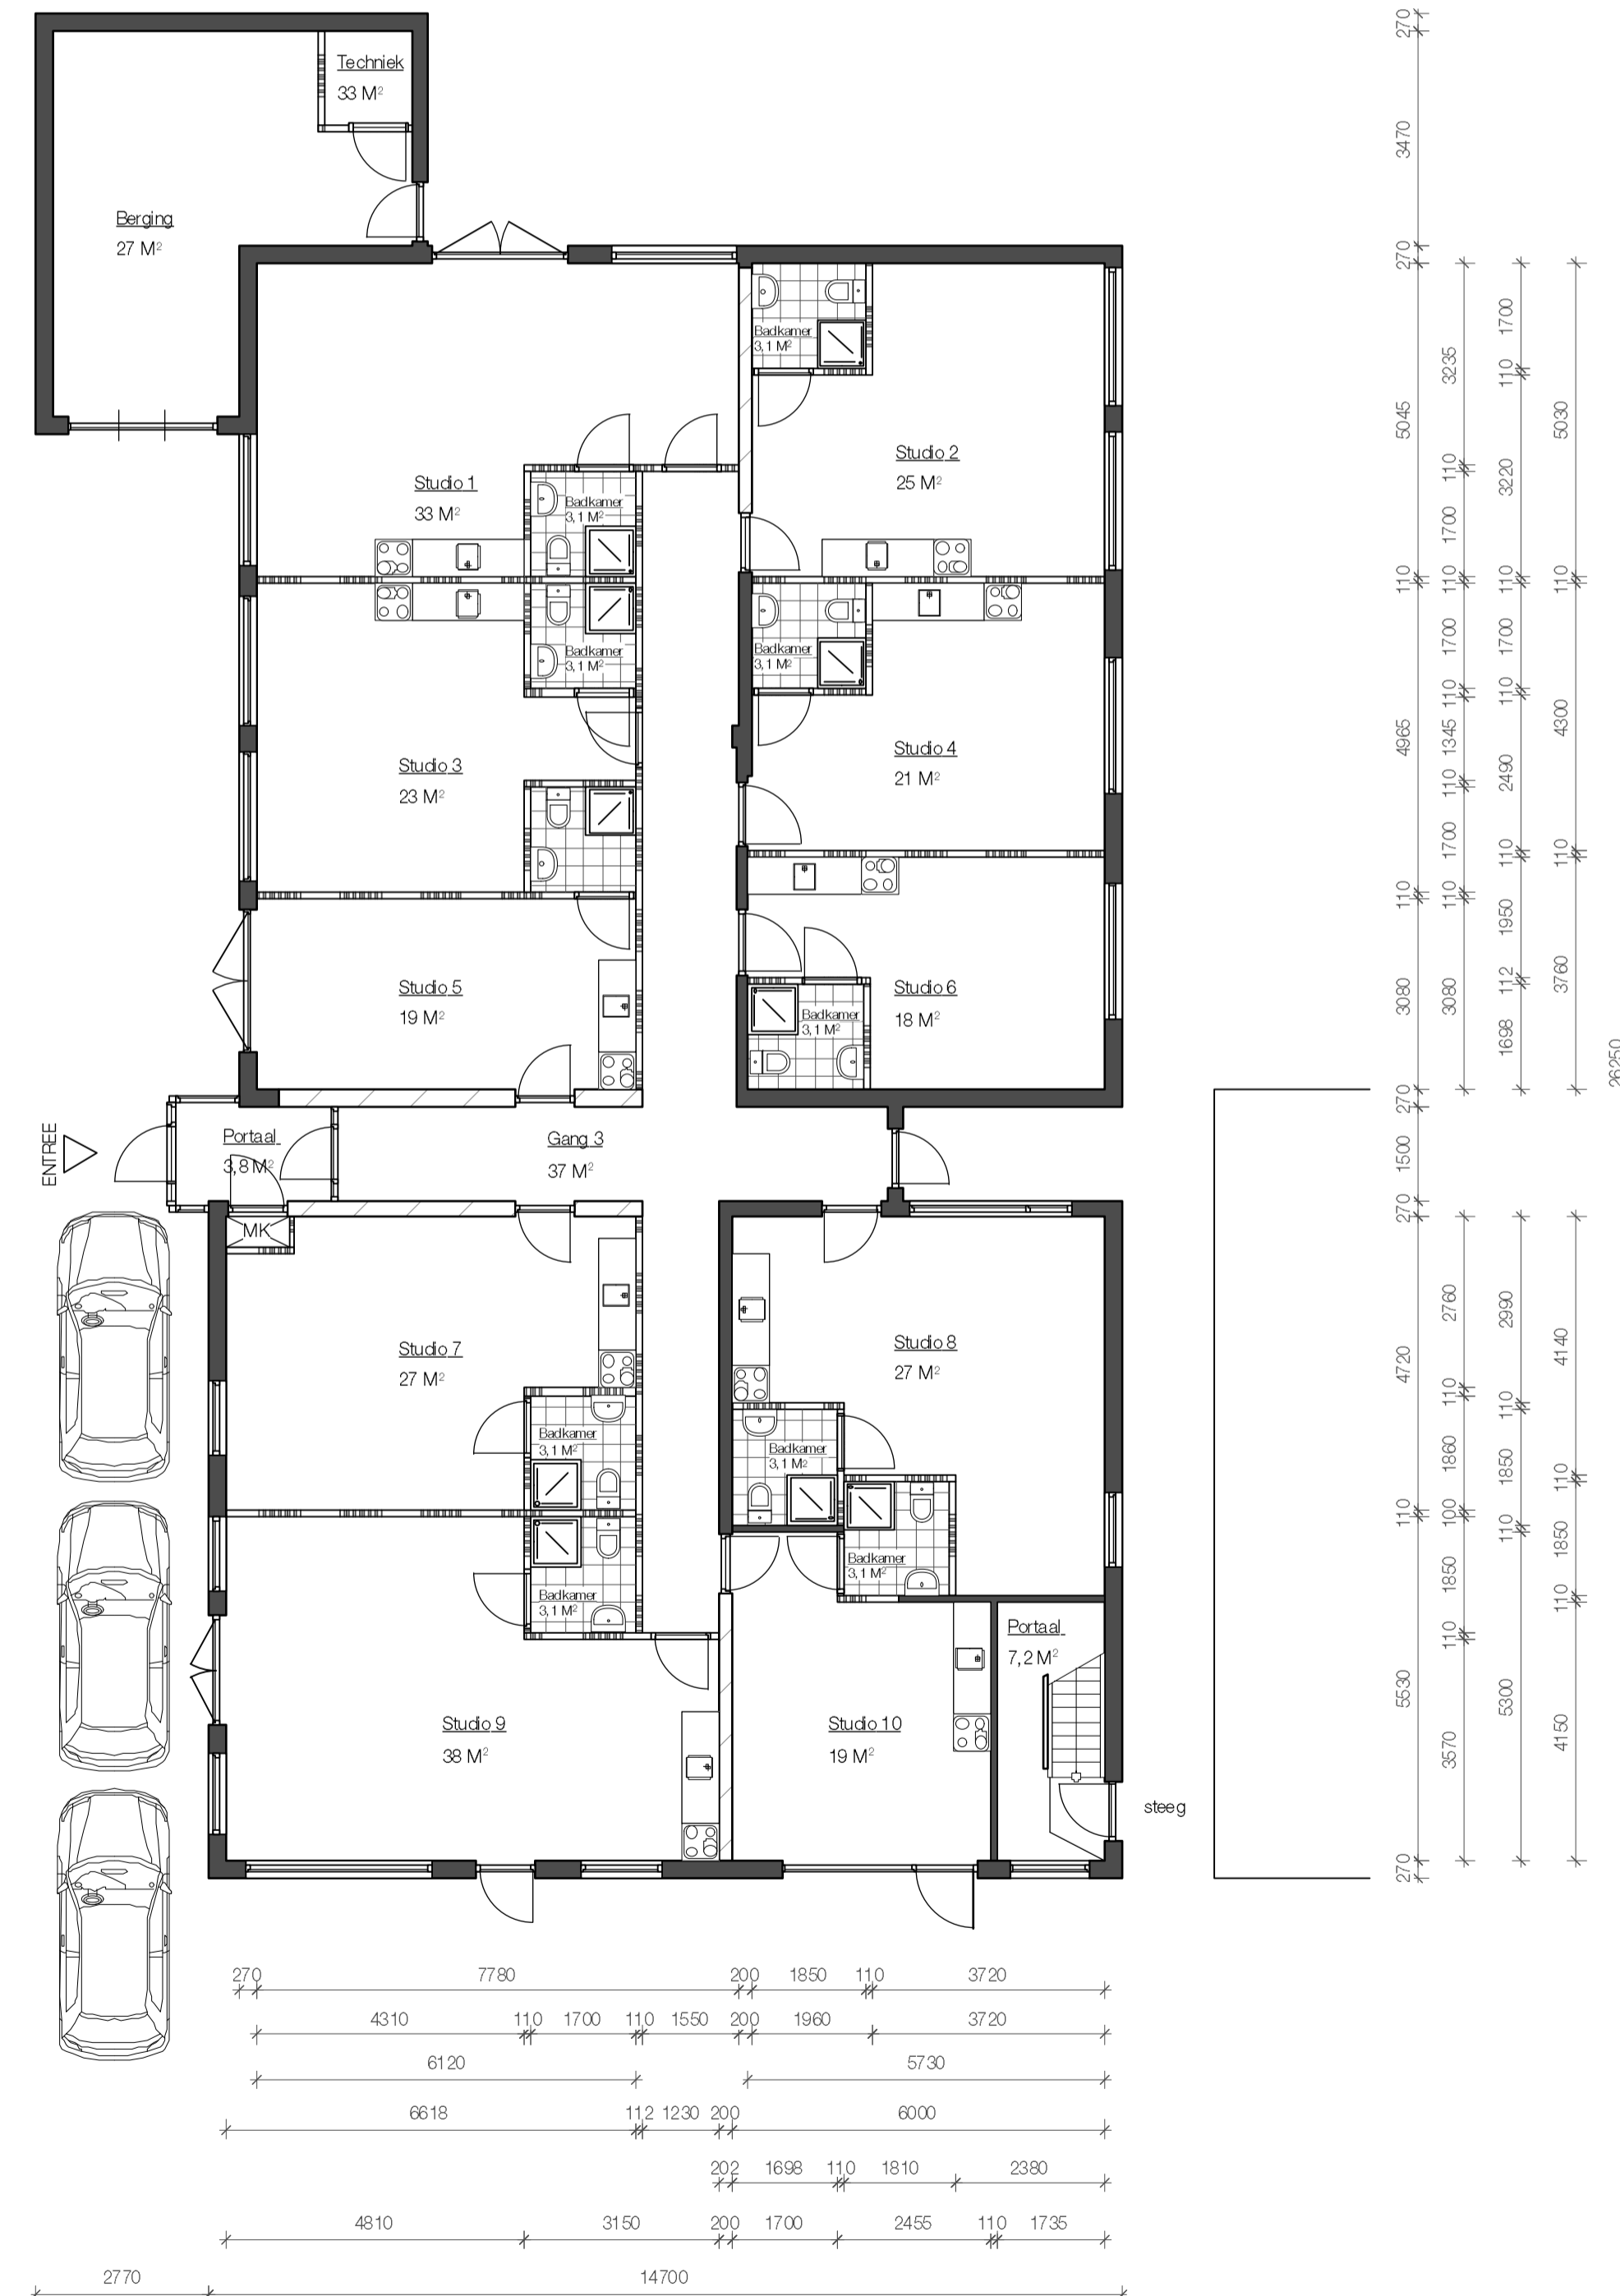 Techniek
33 M²
Berging
27 M²
Badkamer
3,1 M²
Studio 2
25 M²
Studio 1
33 M²
Badkamer
3,1 M²
Badkamer
3,1 M²
Badkamer
3,1 M²
Studio 4
21 M²
Studio 3
23 M²
Studio 5
19 M²
Studio 6
18 M²
Badkamer
3,1 M²
ENTREE
Portaal
3,8 M²
Gang 3
37 M²
MK
Studio 7
27 M²
Studio 8
27 M²
Badkamer
3,1 M²
Badkamer
3,1 M²
Badkamer
3,1 M²
Badkamer
3,1 M²
Portaal
7,2 M²
Studio 9
38 M²
Studio 10
19 M²
steeg
270 7780 200 1850 110 3720
4310 110 1700 110 1550 200 1960 3720
6120 5730
6618 112 1230 200 6000
202 1698 110 1810 2380
4810 3150 200 1700 2455 110 1735
2770 14700
270 3470 270 5045 110 4965 110 3080 270 1500 270 4720 110 5530 270
3235 110 1700 110 1700 110 1345 110 1700 110 3080
2760 110 1860 100 1850 110 3570
1700 110 3220 110 1700 110 2490 110 1950 112 1698
2990 110 1850 110 5300
5030 110 4300 110 3760
4140 110 1850 110 4150
26250